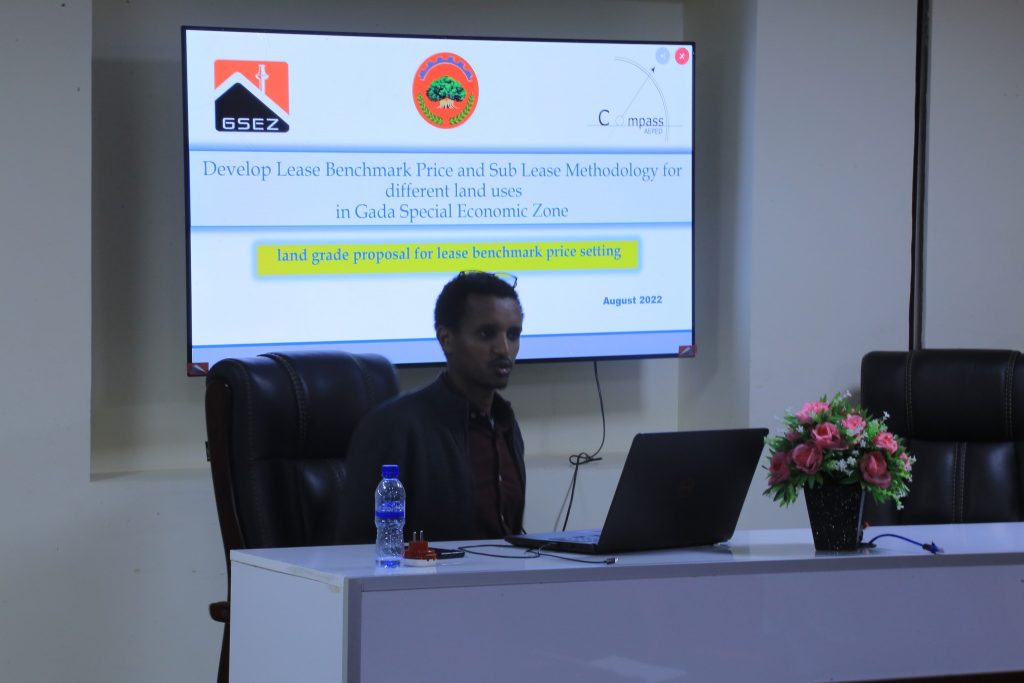 GSEZ
Compass
AEPED
Develop Lease Benchmark Price and Sub Lease Methodology for
different land uses
in Gada Special Economic Zone
land grade proposal for lease benchmark price setting
August 2022